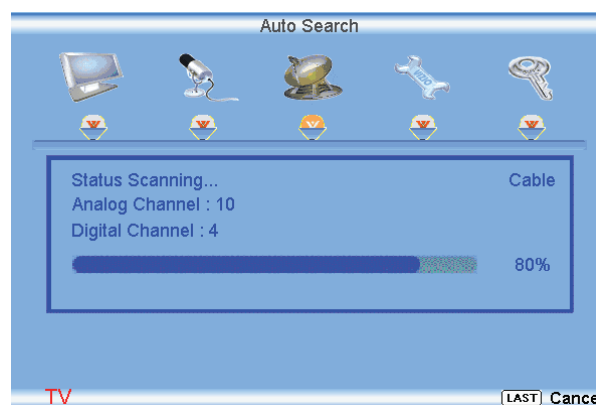 Auto Search
Status Scanning... Cable
Analog Channel : 10
Digital Channel : 4
80%
TV LAST Cance